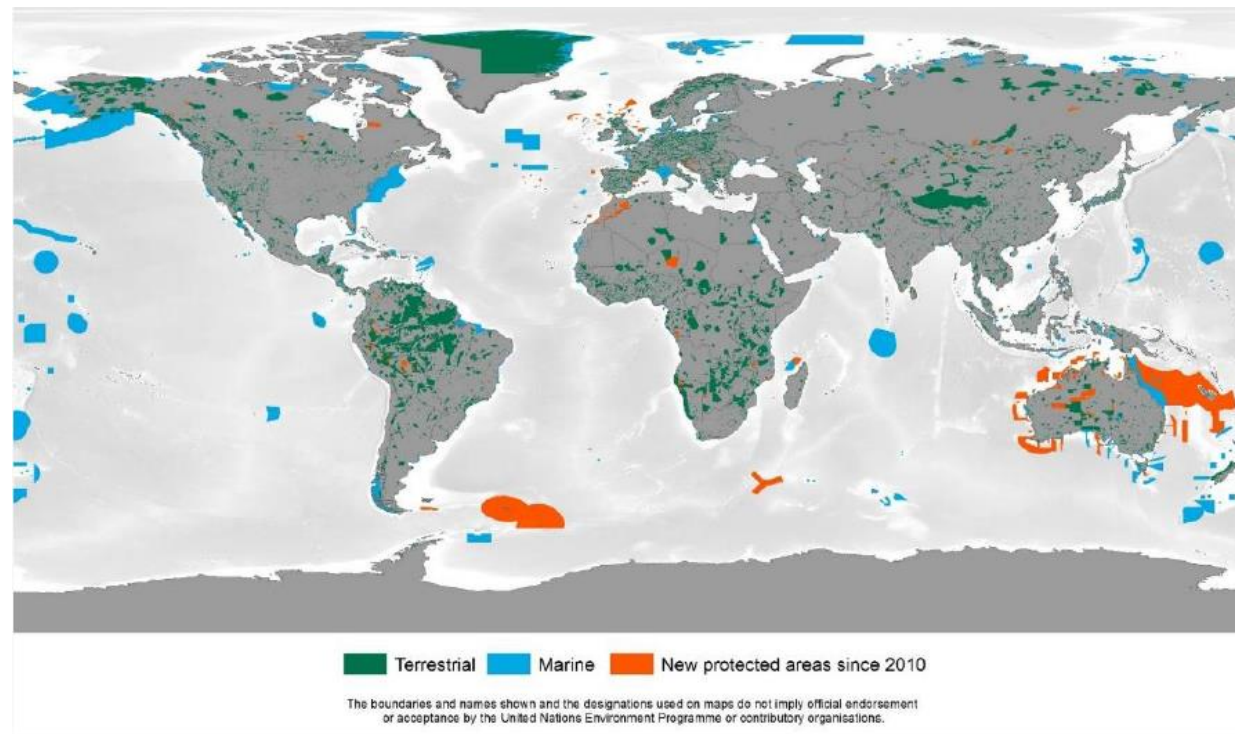 Terrestrial Marine New protected areas since 2010
The boundaries and names shown and the designations used on maps do not imply official endorsement
or acceptance by the United Nations Environment Programme or contributory organisations.